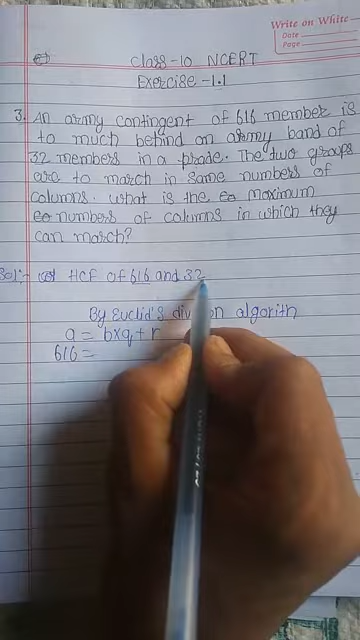 Write on White
Date
Page
Class-10 NCERT
Exercise-1.1
3. An army contingent of 616 member is
to much behind on army band of
32 members in a prade. The two groups
are to march in same numbers of
columns. what is the maximum
numbers of columns in which they
can march?
Sol:- HCF of 616 and 32
By Euclid's division algorith
a = b×q+r
616 =